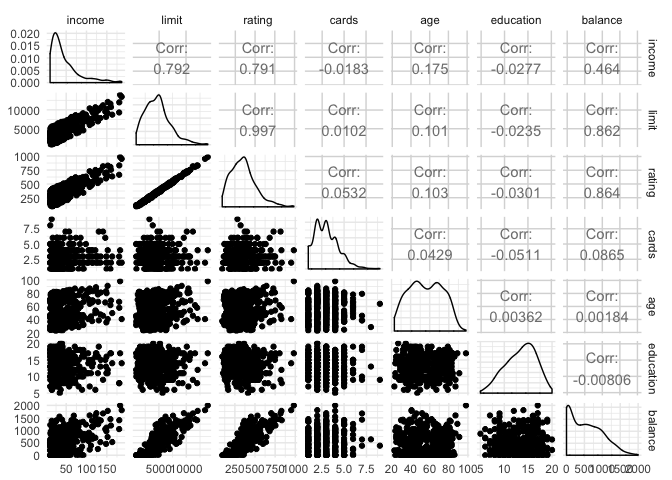 income limit rating cards age education balance
0.020
0.015
0.010
0.005
0.000
Corr: Corr: Corr: Corr: Corr: Corr:
0.792 0.791 -0.0183 0.175 -0.0277 0.464
income
10000
5000
Corr: Corr: Corr: Corr: Corr:
0.997 0.0102 0.101 -0.0235 0.862
limit
1000
750
500
250
Corr: Corr: Corr: Corr:
0.0532 0.103 -0.0301 0.864
rating
7.5
5.0
2.5
Corr: Corr: Corr:
0.0429 -0.0511 0.0865
cards
100
80
60
40
20
Corr: Corr:
0.00362 0.00184
age
20
15
10
5
Corr:
-0.00806
education
2000
1500
1000
500
0
balance
50 100 150 5000 10000 250 500 750 1000 2.5 5.0 7.5 20 40 60 80 100 5 10 15 20 0 500 1000 1500 2000